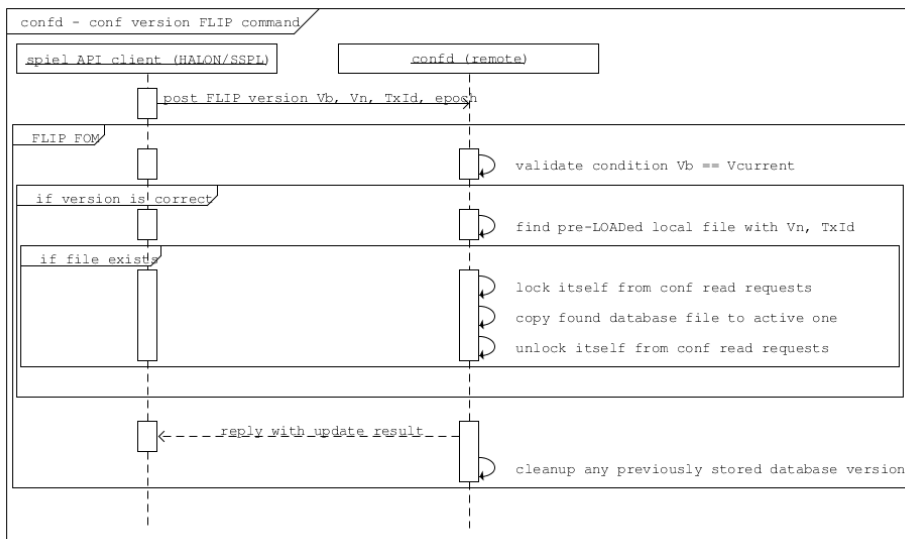 confd - conf version FLIP command
spiel API client (HALON/SSPL)
confd (remote)
post FLIP version Vb, Vn, TxId, epoch
FLIP FOM
validate condition Vb == Vcurrent
if version is correct
find pre-LOADed local file with Vn, TxId
if file exists
lock itself from conf read requests
copy found database file to active one
unlock itself from conf read requests
reply with update result
cleanup any previously stored database version